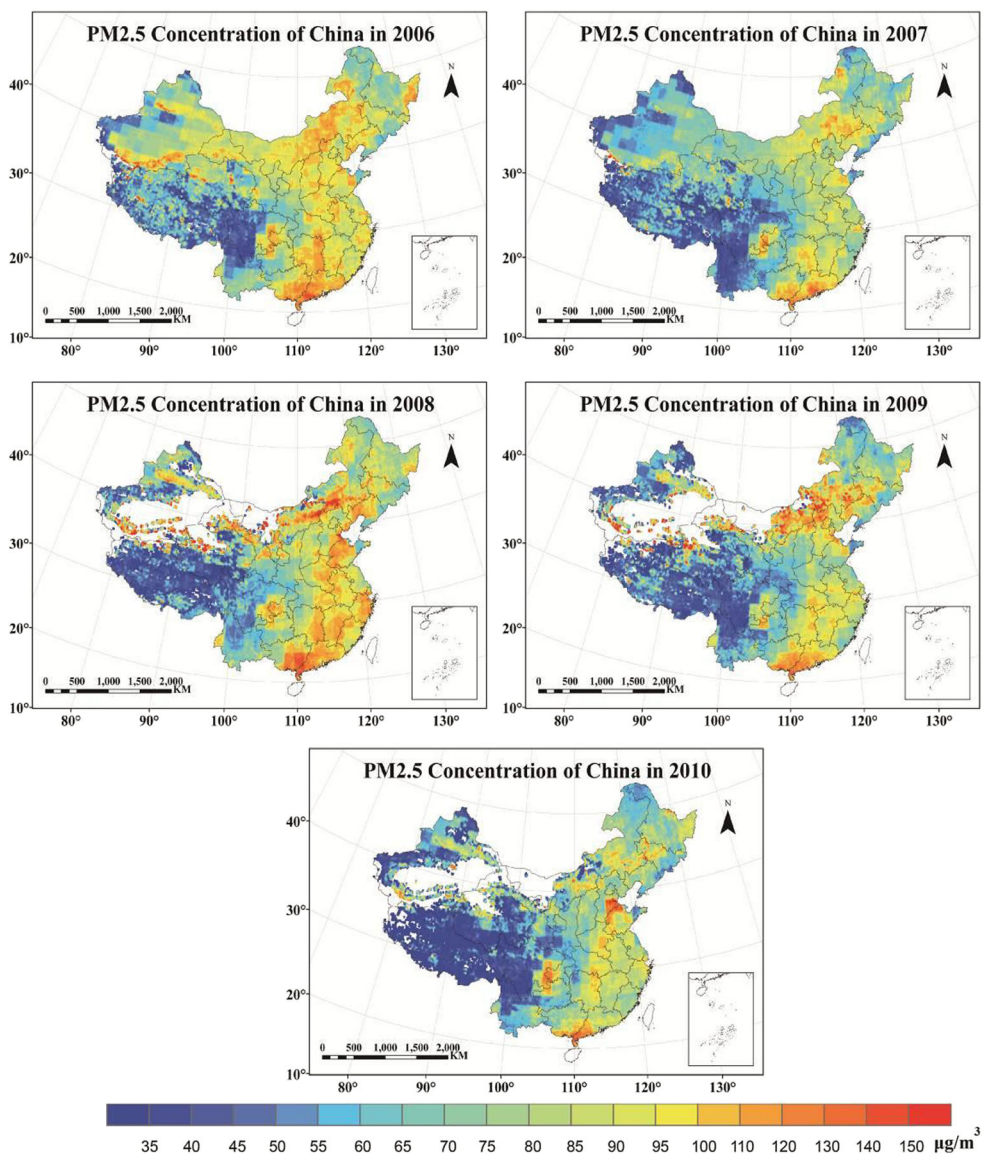 PM2.5 Concentration of China in 2006
N
40°
30°
20°
10°
0 500 1,000 1,500 2,000
KM
80° 90° 100° 110° 120° 130°
PM2.5 Concentration of China in 2007
N
40°
30°
20°
10°
0 500 1,000 1,500 2,000
KM
80° 90° 100° 110° 120° 130°
PM2.5 Concentration of China in 2008
N
40°
30°
20°
10°
0 500 1,000 1,500 2,000
KM
80° 90° 100° 110° 120° 130°
PM2.5 Concentration of China in 2009
N
40°
30°
20°
10°
0 500 1,000 1,500 2,000
KM
80° 90° 100° 110° 120° 130°
PM2.5 Concentration of China in 2010
N
40°
30°
20°
10°
0 500 1,000 1,500 2,000
KM
80° 90° 100° 110° 120° 130°
35 40 45 50 55 60 65 70 75 80 85 90 95 100 110 120 130 140 150 µg/m³